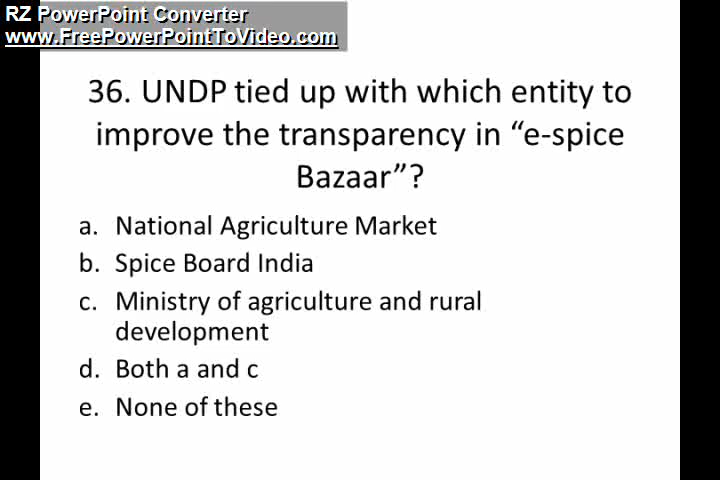 RZ PowerPoint Converter
www.FreePowerPointToVideo.com
36. UNDP tied up with which entity to
improve the transparency in “e-spice
Bazaar”?
a. National Agriculture Market
b. Spice Board India
c. Ministry of agriculture and rural
development
d. Both a and c
e. None of these